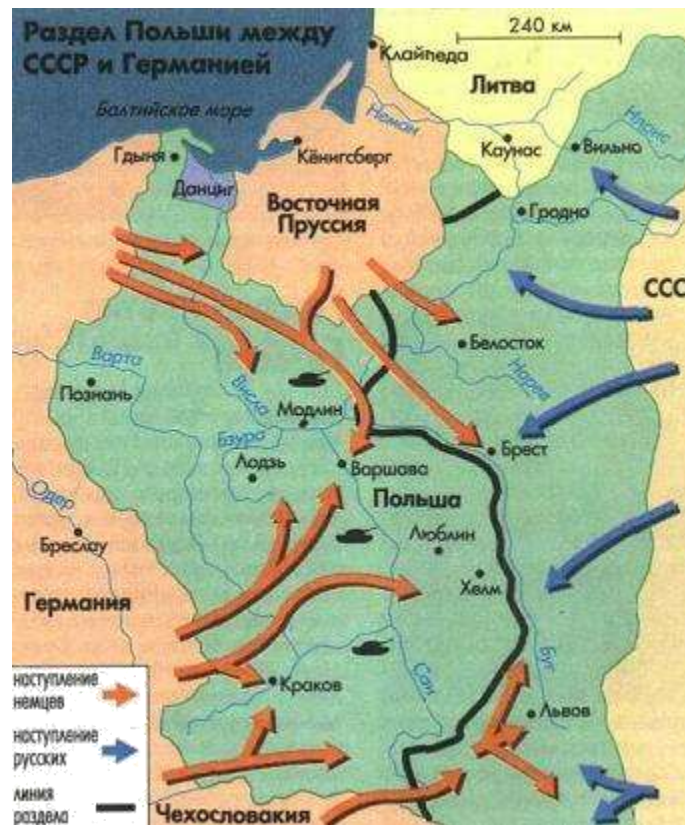 Раздел Польши между
СССР и Германией
240 км
Клайпеда
Литва
Балтийское море
Неман
Нарис
Гдыня
Кёнигсберг
Каунас
Вильно
Данциг
Восточная
Пруссия
Гродно
ССС
Белосток
Варта
Нарев
Познань
Висла
Модлин
Бзура
Брест
Лодзь
Варшава
Польша
Одер
Бреслау
Люблин
Хелм
Германия
Буг
Сан
Краков
Львов
наступление
немцев
наступление
русских
линия
раздела
Чехословакия